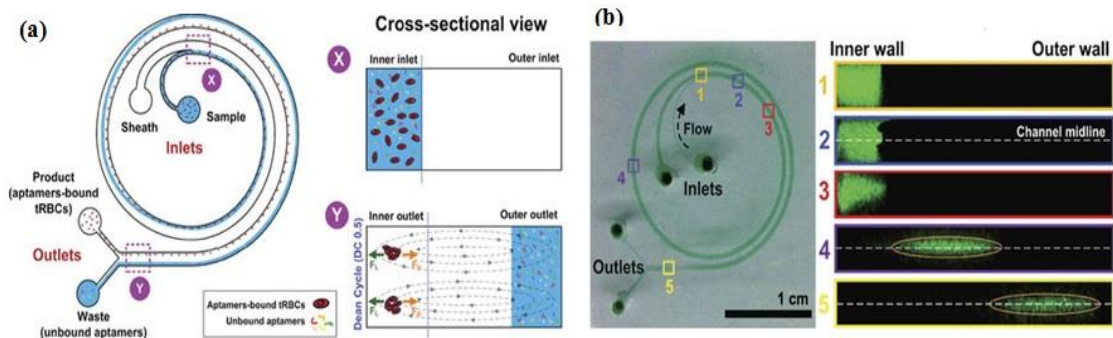 (a)
Cross-sectional view
X
Inner inlet
Outer inlet
X
Sheath
Sample
Inlets
Product
(aptamers-bound
tRBCs)
Outlets
Y
Waste
(unbound aptamers)
Aptamers-bound tRBCs
Unbound aptamers
Y
Inner outlet
Outer outlet
Dean Cycle (DC 0.5)
(b)
Inner wall
Outer wall
1
2
3
4
5
Flow
Inlets
Outlets
1 cm
1
2
Channel midline
3
4
5